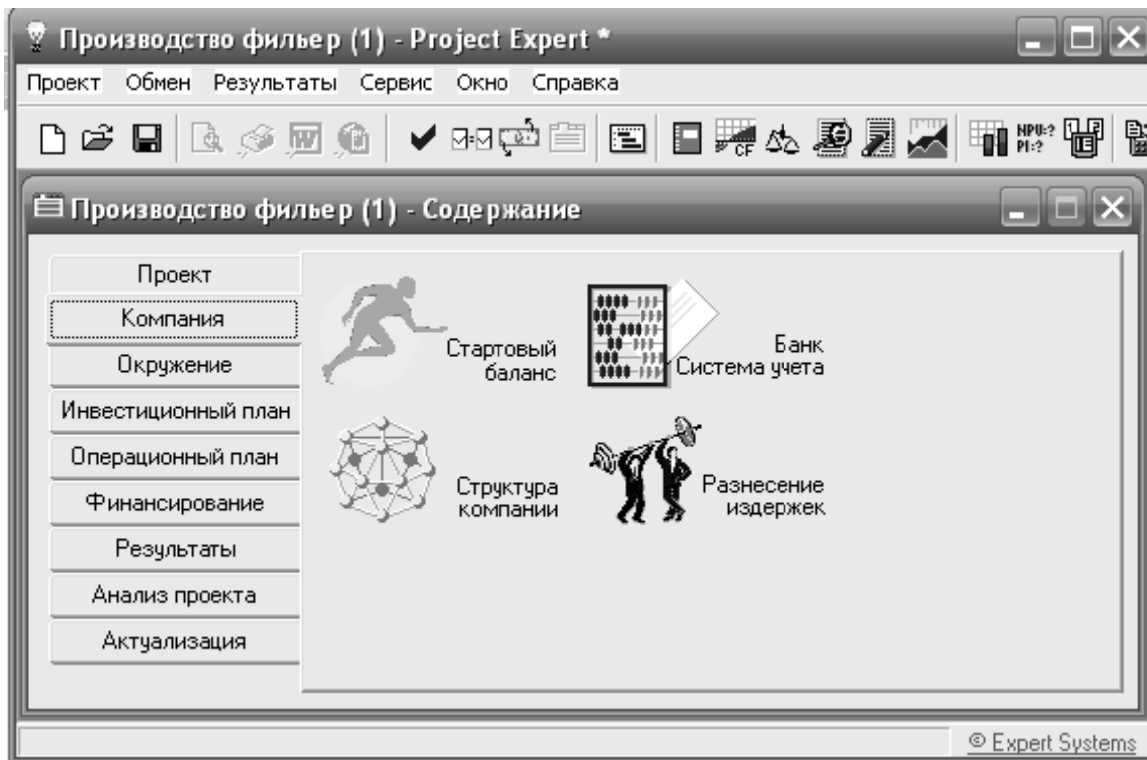 Производство фильер (1) - Project Expert *
Проект Обмен Результаты Сервис Окно Справка
CF NPV:? PI:?
Производство фильер (1) - Содержание
Проект
Компания
Окружение
Инвестиционный план
Операционный план
Финансирование
Результаты
Анализ проекта
Актуализация
Стартовый
баланс
Банк
Система учета
Структура
компании
Разнесение
издержек
© Expert Systems